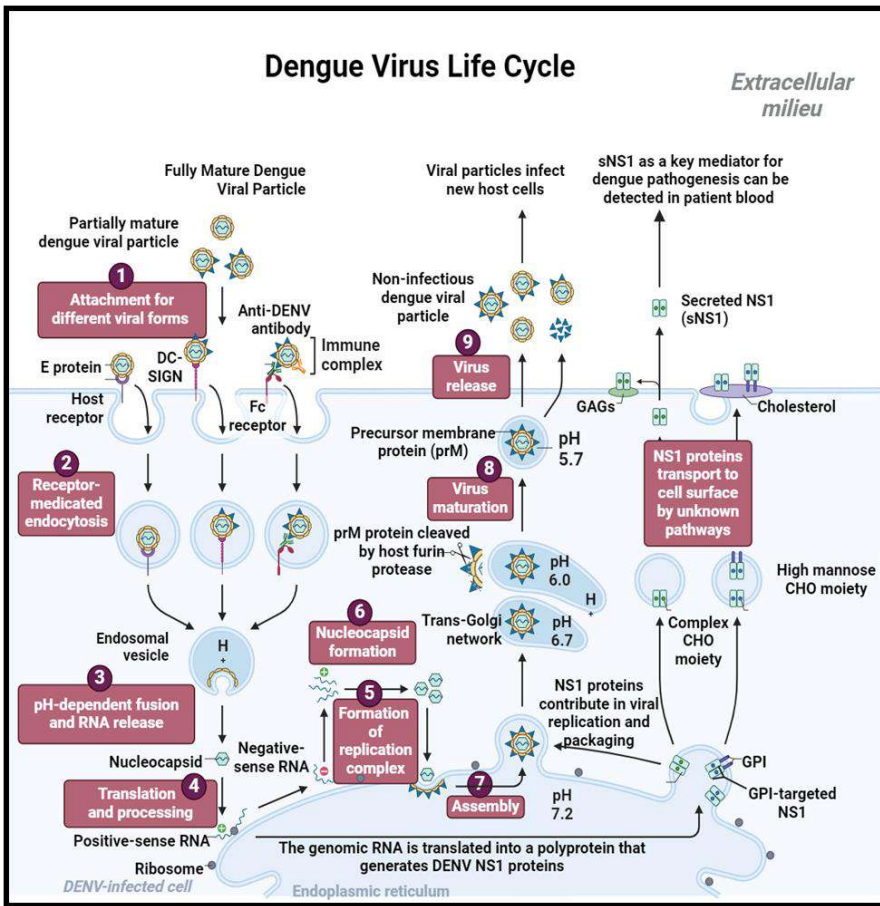 Dengue Virus Life Cycle
Extracellular
milieu
Fully Mature Dengue
Viral Particle
Partially mature
dengue viral particle
1
Attachment for
different viral forms
E protein
DC-
SIGN
Anti-DENV
antibody
Immune
complex
Host
receptor
Fc
receptor
2
Receptor-
medicated
endocytosis
Endosomal
vesicle
H
+
3
pH-dependent fusion
and RNA release
Nucleocapsid
4
Translation
and processing
Positive-sense RNA
+
Ribosome
DENV-infected cell
Negative-
sense RNA
-
5
Formation
of
replication
complex
6
Nucleocapsid
formation
+
7
Assembly
pH
7.2
Endoplasmic reticulum
The genomic RNA is translated into a polyprotein that
generates DENV NS1 proteins
Trans-Golgi
network
pH
6.7
pH
6.0
H
+
prM protein cleaved
by host furin
protease
8
Virus
maturation
Precursor membrane
protein (prM)
pH
5.7
9
Virus
release
Non-infectious
dengue viral
particle
Viral particles infect
new host cells
sNS1 as a key mediator for
dengue pathogenesis can be
detected in patient blood
Secreted NS1
(sNS1)
GAGs
Cholesterol
NS1 proteins
transport to
cell surface
by unknown
pathways
High mannose
CHO moiety
Complex
CHO
moiety
NS1 proteins
contribute in viral
replication and
packaging
GPI
GPI-targeted
NS1